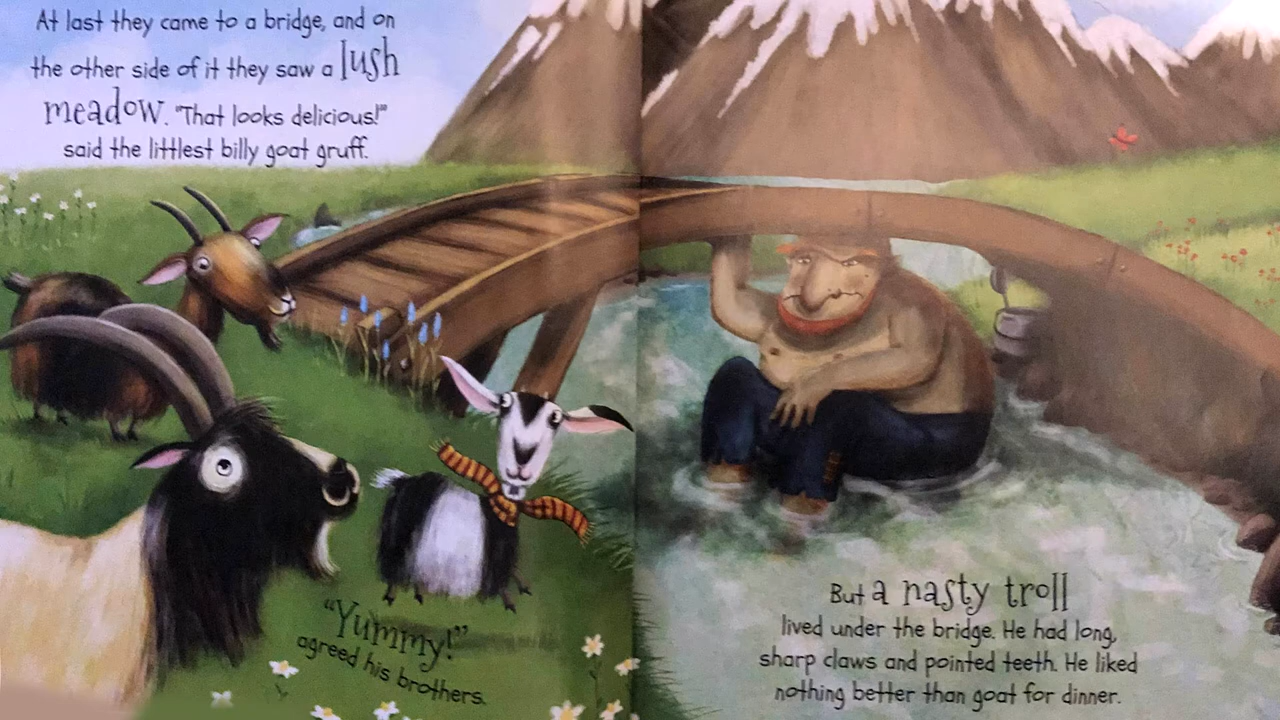 At last they came to a bridge, and on
the other side of it they saw a lush
meadow. "That looks delicious!"
said the littlest billy goat gruff.
"Yummy!"
agreed his brothers.
But a nasty troll
lived under the bridge. He had long,
sharp claws and pointed teeth. He liked
nothing better than goat for dinner.